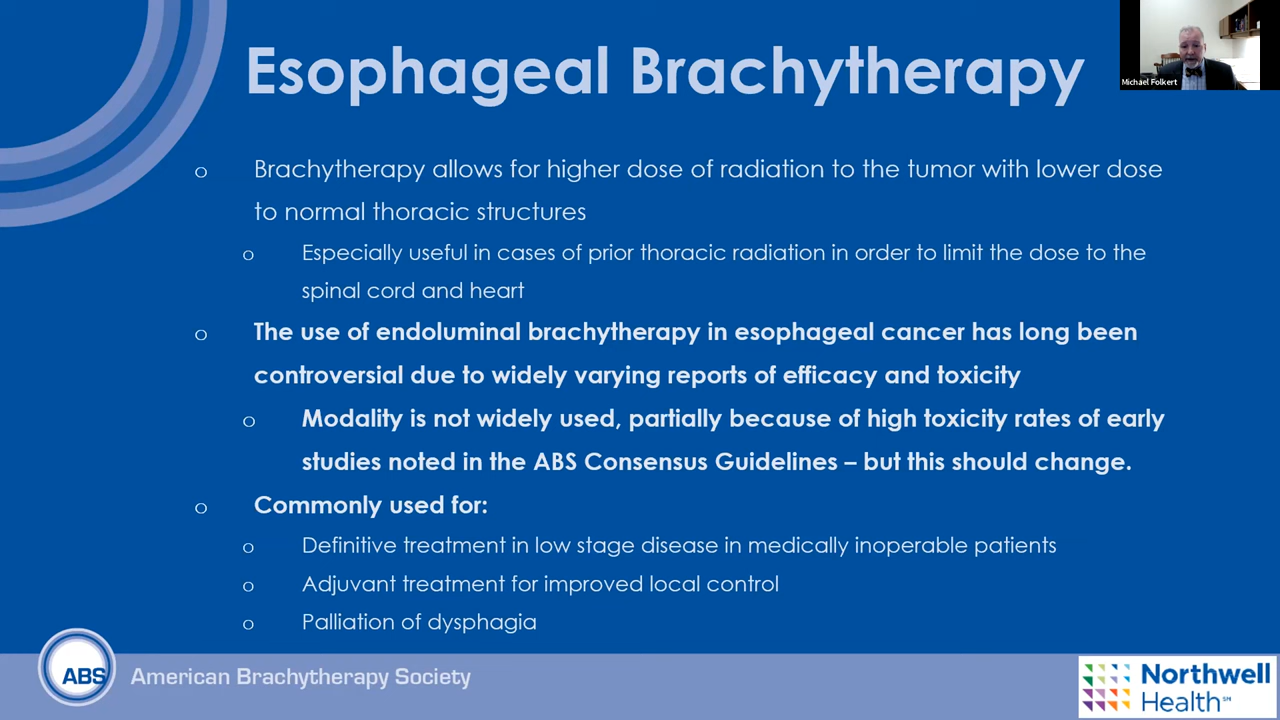 Esophageal Brachytherapy
Michael Folkert
o Brachytherapy allows for higher dose of radiation to the tumor with lower dose
to normal thoracic structures
o Especially useful in cases of prior thoracic radiation in order to limit the dose to the
spinal cord and heart
o The use of endoluminal brachytherapy in esophageal cancer has long been
controversial due to widely varying reports of efficacy and toxicity
o Modality is not widely used, partially because of high toxicity rates of early
studies noted in the ABS Consensus Guidelines – but this should change.
o Commonly used for:
o Definitive treatment in low stage disease in medically inoperable patients
o Adjuvant treatment for improved local control
o Palliation of dysphagia
ABS
American Brachytherapy Society
Northwell
Health℠